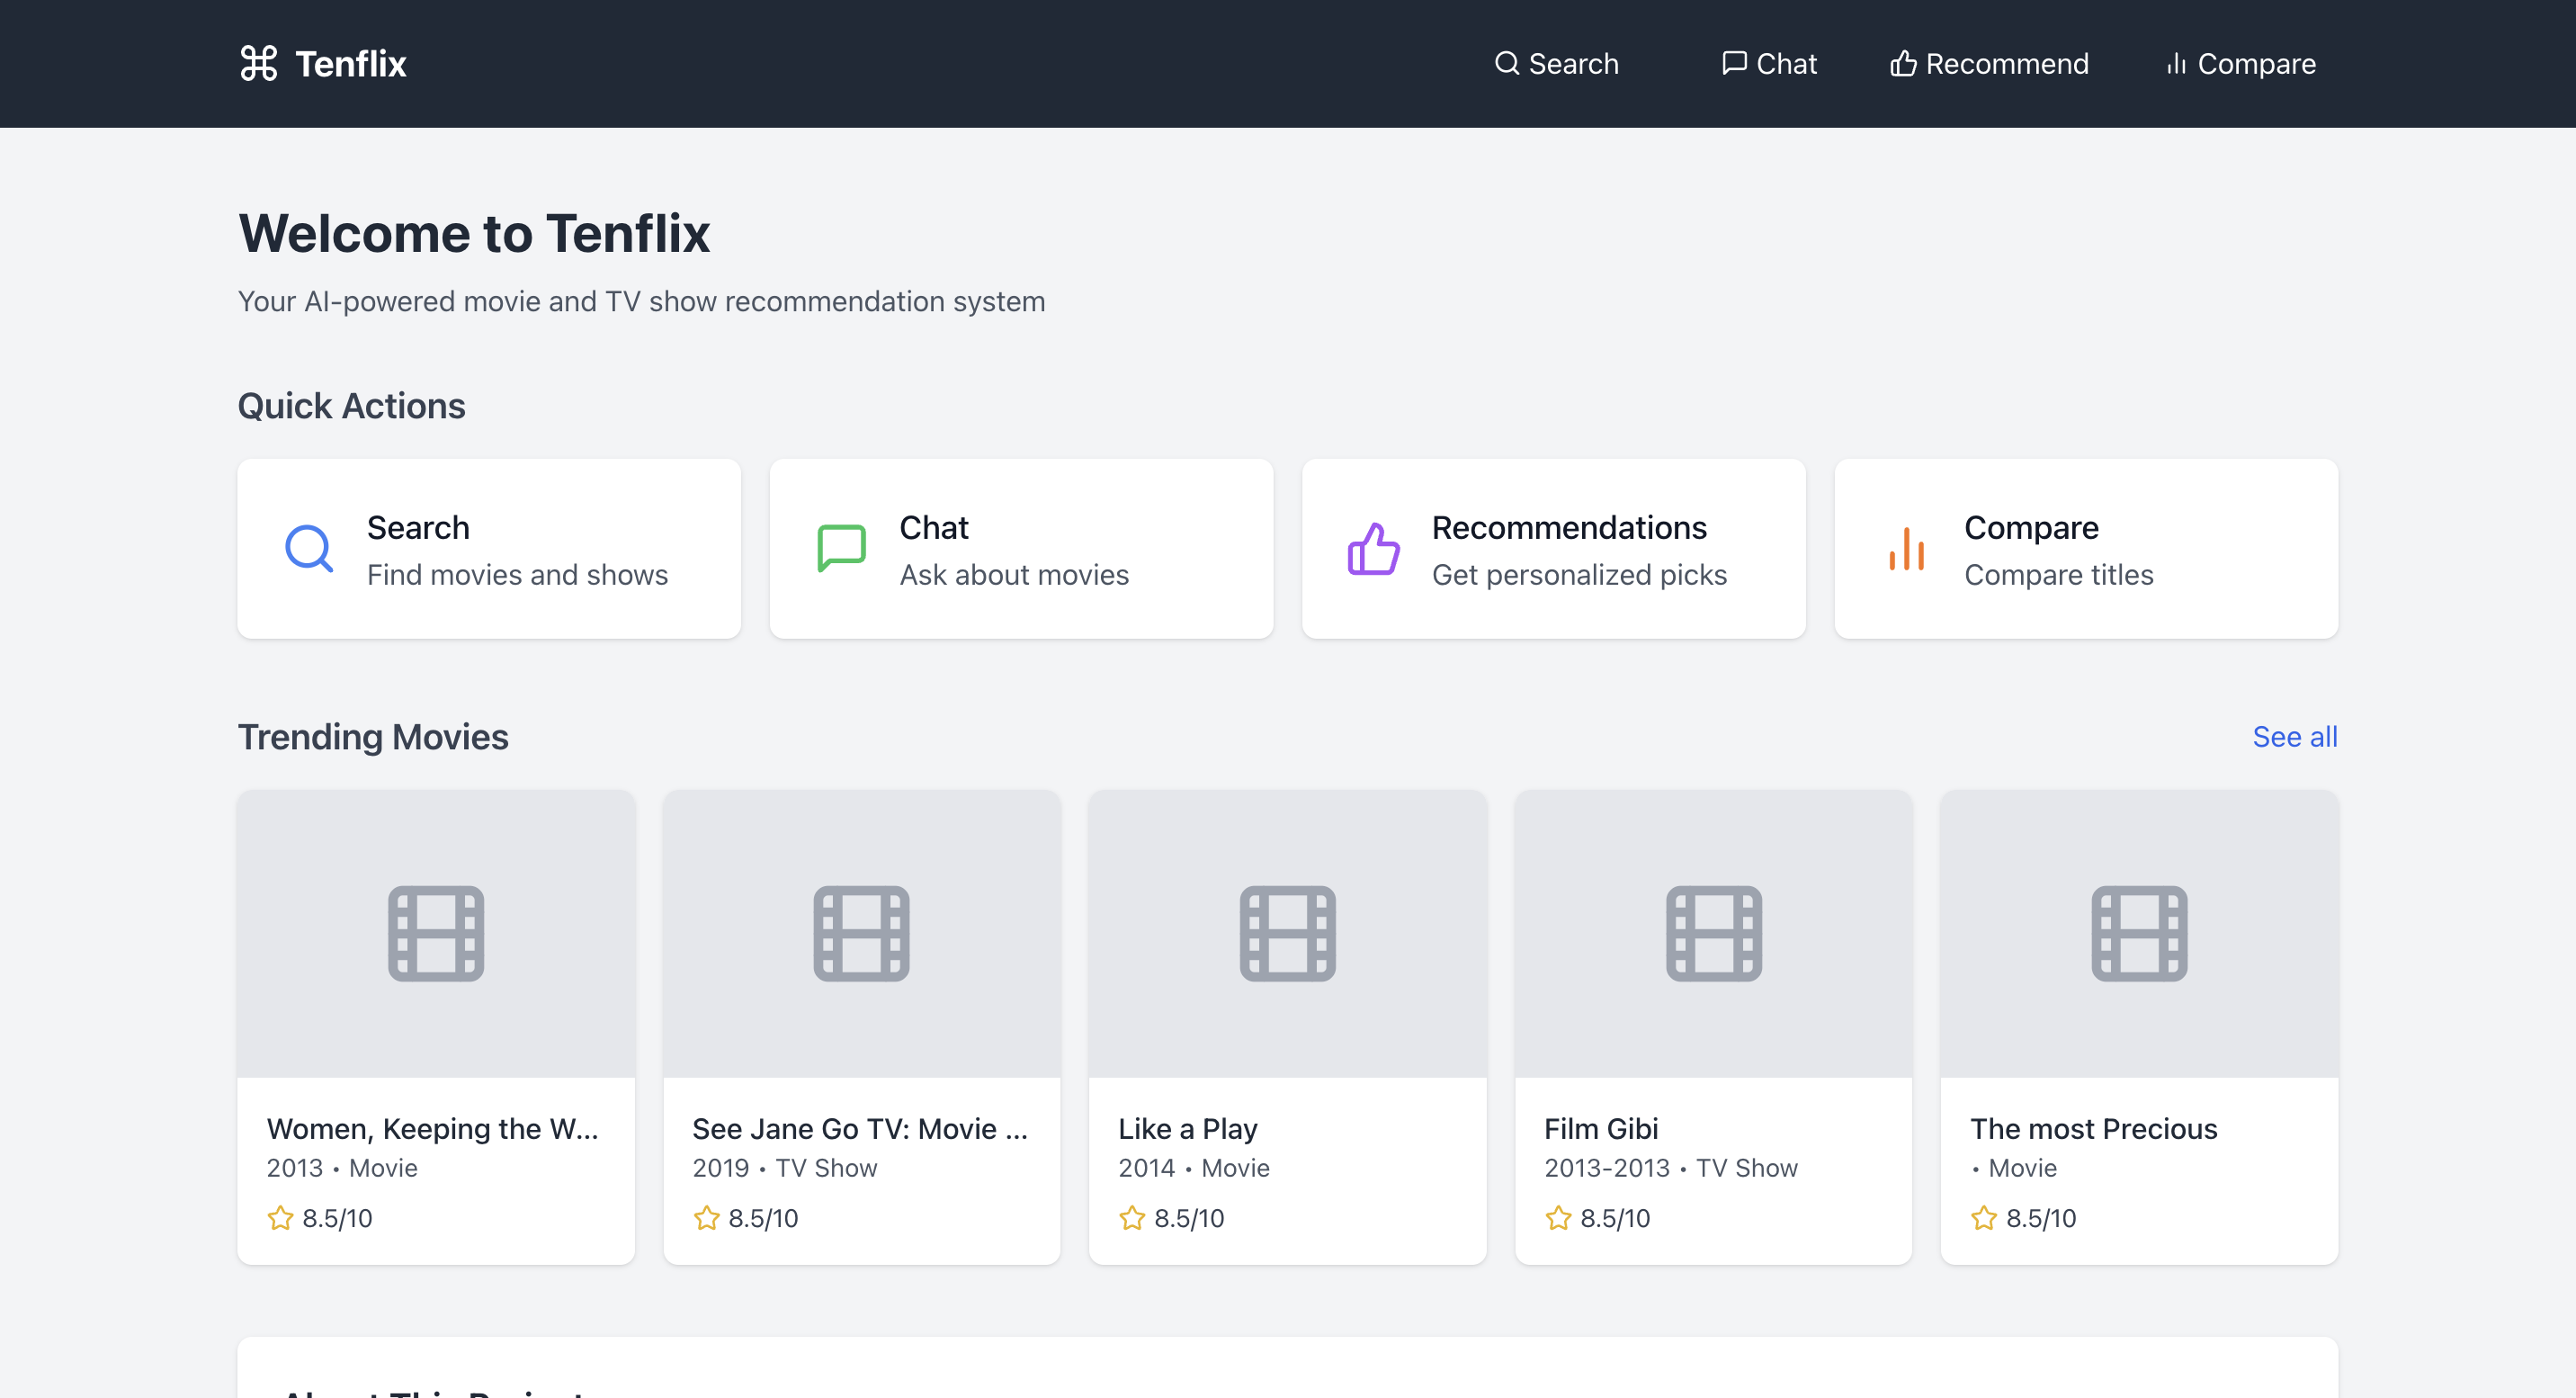 Tenflix
Search
Chat
Recommend
Compare
Welcome to Tenflix
Your AI-powered movie and TV show recommendation system
Quick Actions
Search
Find movies and shows
Chat
Ask about movies
Recommendations
Get personalized picks
Compare
Compare titles
Trending Movies
See all
Women, Keeping the W...
2013 • Movie
8.5/10
See Jane Go TV: Movie ...
2019 • TV Show
8.5/10
Like a Play
2014 • Movie
8.5/10
Film Gibi
2013-2013 • TV Show
8.5/10
The most Precious
• Movie
8.5/10
About This Project